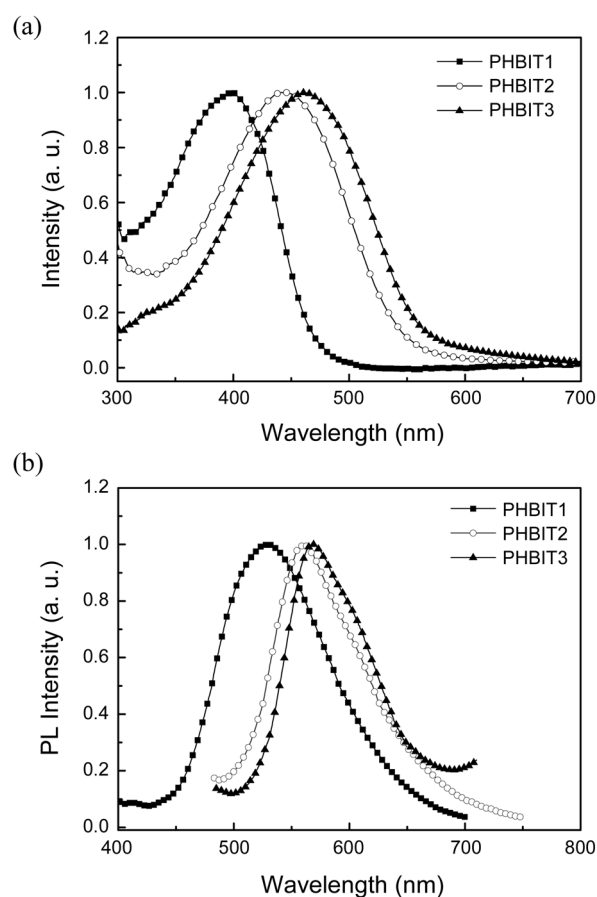 (a)
1.2
1.0
0.8
0.6
0.4
0.2
0.0
Intensity (a. u.)
PHBIT1
PHBIT2
PHBIT3
300 400 500 600 700
Wavelength (nm)
(b)
1.2
1.0
0.8
0.6
0.4
0.2
0.0
PL Intensity (a. u.)
PHBIT1
PHBIT2
PHBIT3
400 500 600 700 800
Wavelength (nm)